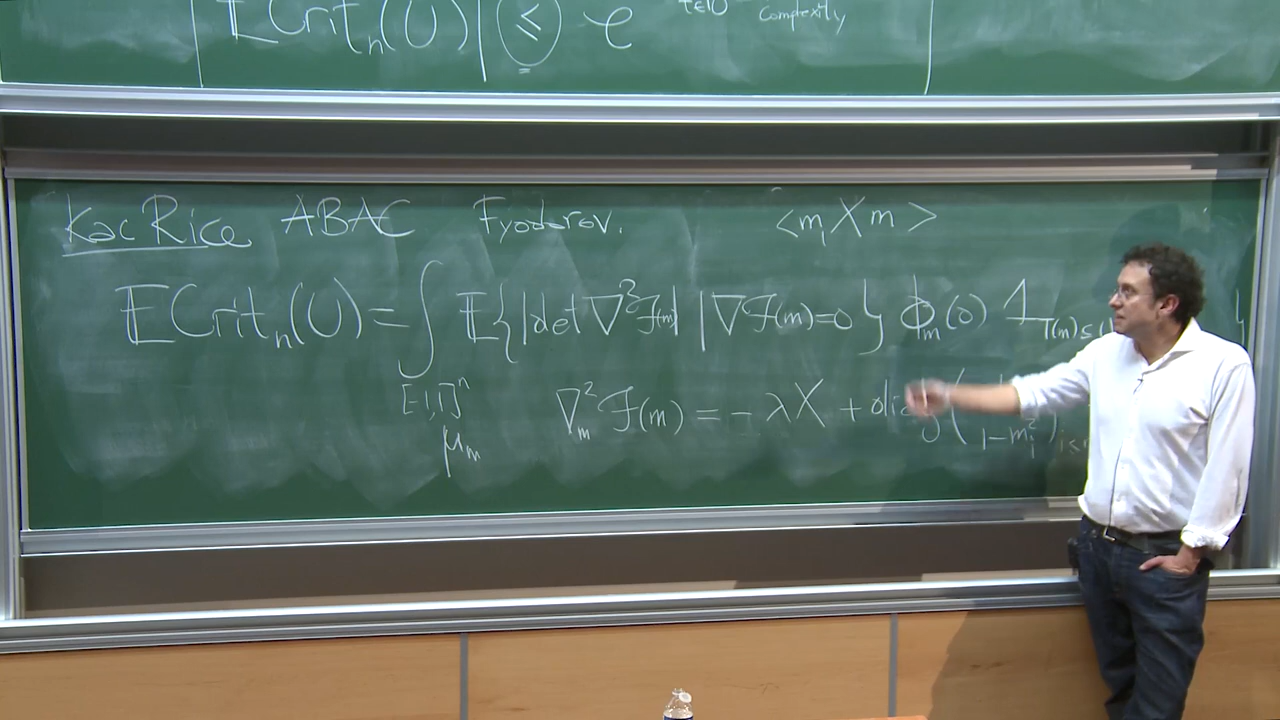 E Crit_n(U) | ≤ e
complexity
Kac Rice ABAC Fyodorov. <m, X m>
E Crit_n(U) = ∫ E{ |det ∇²F(m)| | ∇F(m)=0 } ϕ_m(0) 1
[-1,1]^n
∇²_m F(m) = - λX + diag(
μ_m 1-m_i²)